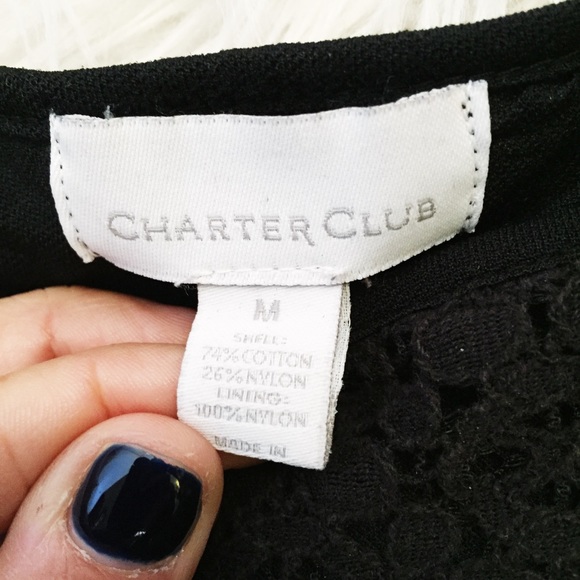 CHARTER CLUB
M
SHELL:
74% COTTON
26% NYLON
LINING:
100% NYLON
MADE IN